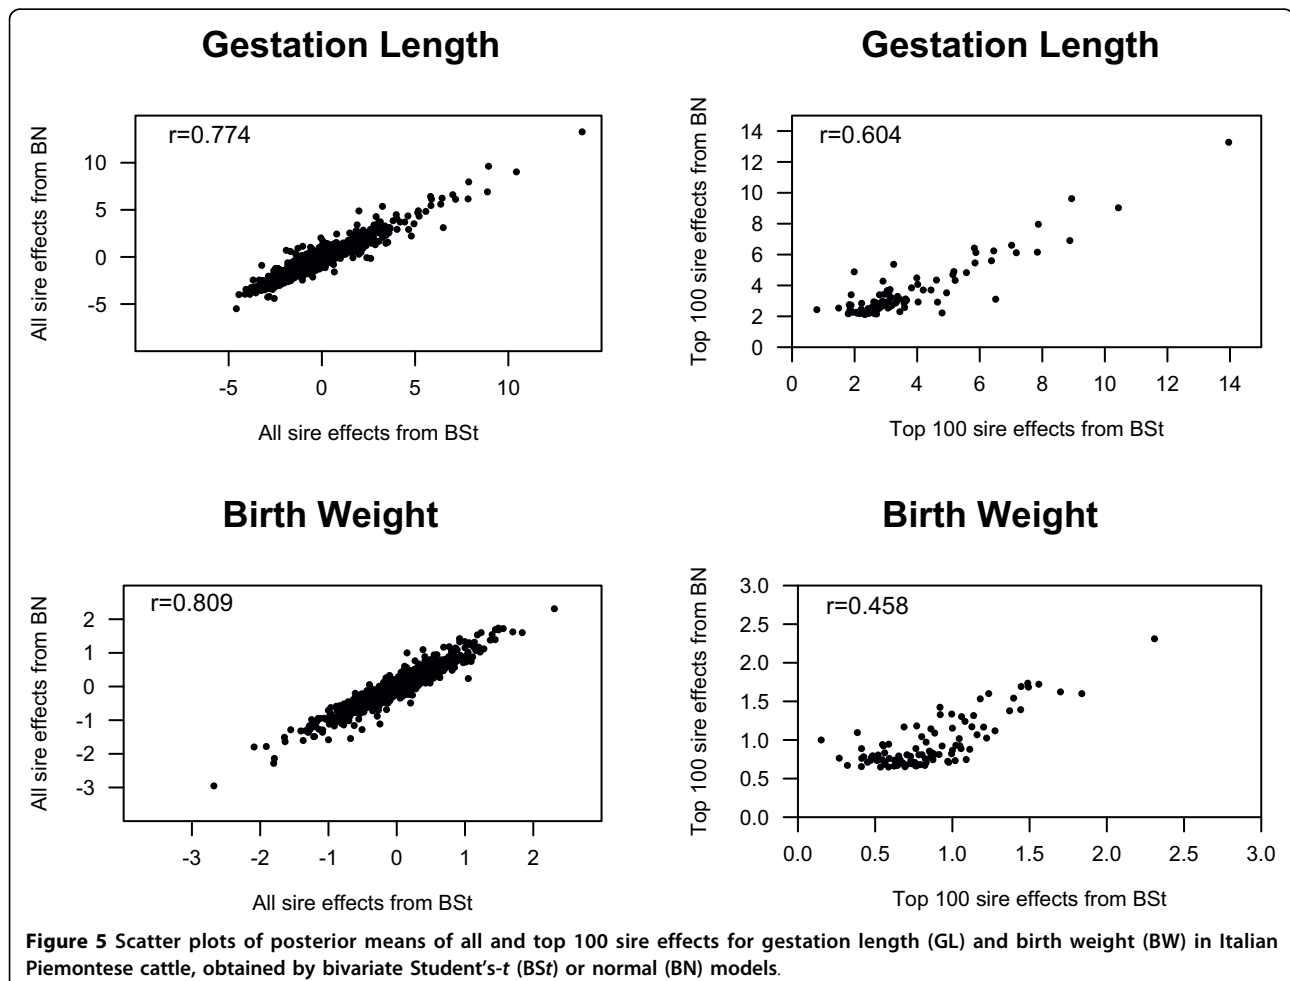 Gestation Length
Gestation Length
All sire effects from BN
r=0.774
10
5
0
-5
-5 0 5 10
All sire effects from BSt
Top 100 sire effects from BN
r=0.604
14
12
10
8
6
4
2
0
0 2 4 6 8 10 12 14
Top 100 sire effects from BSt
Birth Weight
Birth Weight
All sire effects from BN
r=0.809
2
1
0
-1
-2
-3
-3 -2 -1 0 1 2
All sire effects from BSt
Top 100 sire effects from BN
r=0.458
3.0
2.5
2.0
1.5
1.0
0.5
0.0
0.0 0.5 1.0 1.5 2.0 2.5 3.0
Top 100 sire effects from BSt
Figure 5 Scatter plots of posterior means of all and top 100 sire effects for gestation length (GL) and birth weight (BW) in Italian
Piemontese cattle, obtained by bivariate Student's-t (BSt) or normal (BN) models.